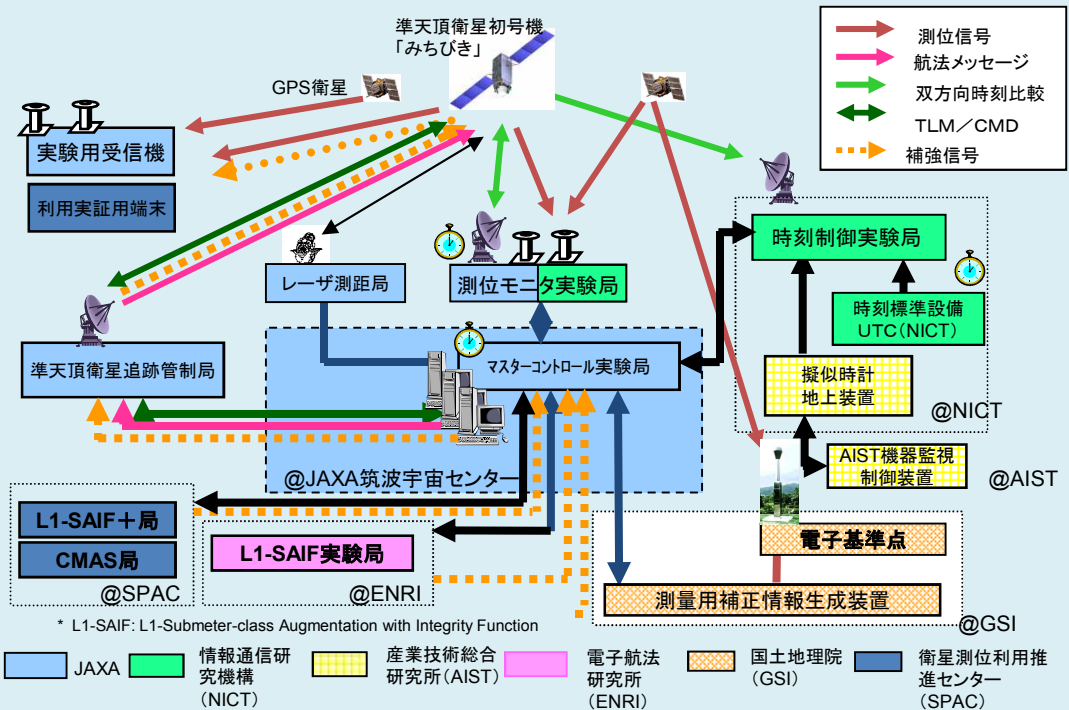 準天頂衛星初号機
「みちびき」
GPS衛星
測位信号
航法メッセージ
双方向時刻比較
TLM／CMD
補強信号
実験用受信機
利用実証用端末
レーザ測距局
測位モニタ実験局
時刻制御実験局
時刻標準設備
UTC(NICT)
準天頂衛星追跡管制局
マスターコントロール実験局
擬似時計
地上装置
@NICT
AIST機器監視
制御装置
@AIST
@JAXA筑波宇宙センター
L1-SAIF＋局
CMAS局
@SPAC
L1-SAIF実験局
@ENRI
電子基準点
測量用補正情報生成装置
@GSI
* L1-SAIF: L1-Submeter-class Augmentation with Integrity Function
JAXA
情報通信研
究機構
(NICT)
産業技術総合
研究所(AIST)
電子航法
研究所
(ENRI)
国土地理院
(GSI)
衛星測位利用推
進センター
(SPAC)